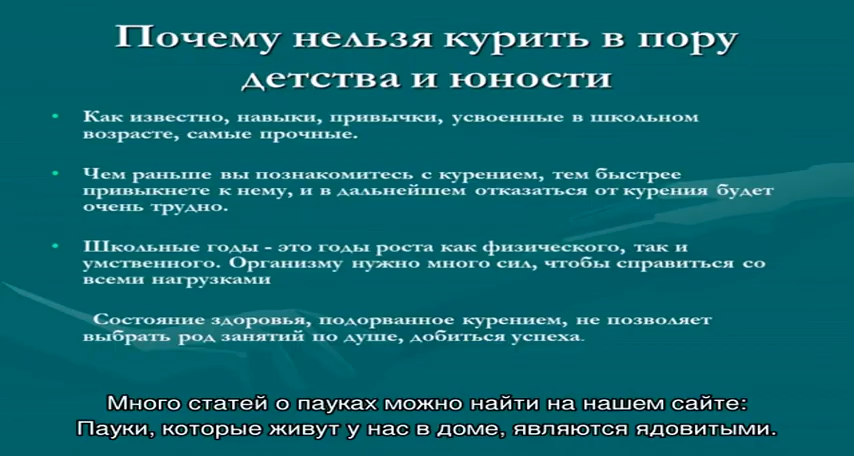 Почему нельзя курить в пору
детства и юности
• Как известно, навыки, привычки, усвоенные в школьном
возрасте, самые прочные.
• Чем раньше вы познакомитесь с курением, тем быстрее
привыкнете к нему, и в дальнейшем отказаться от курения будет
очень трудно.
• Школьные годы - это годы роста как физического, так и
умственного. Организму нужно много сил, чтобы справиться со
всеми нагрузками
Состояние здоровья, подорванное курением, не позволяет
выбрать род занятий по душе, добиться успеха.
Много статей о пауках можно найти на нашем сайте:
Пауки, которые живут у нас в доме, являются ядовитыми.